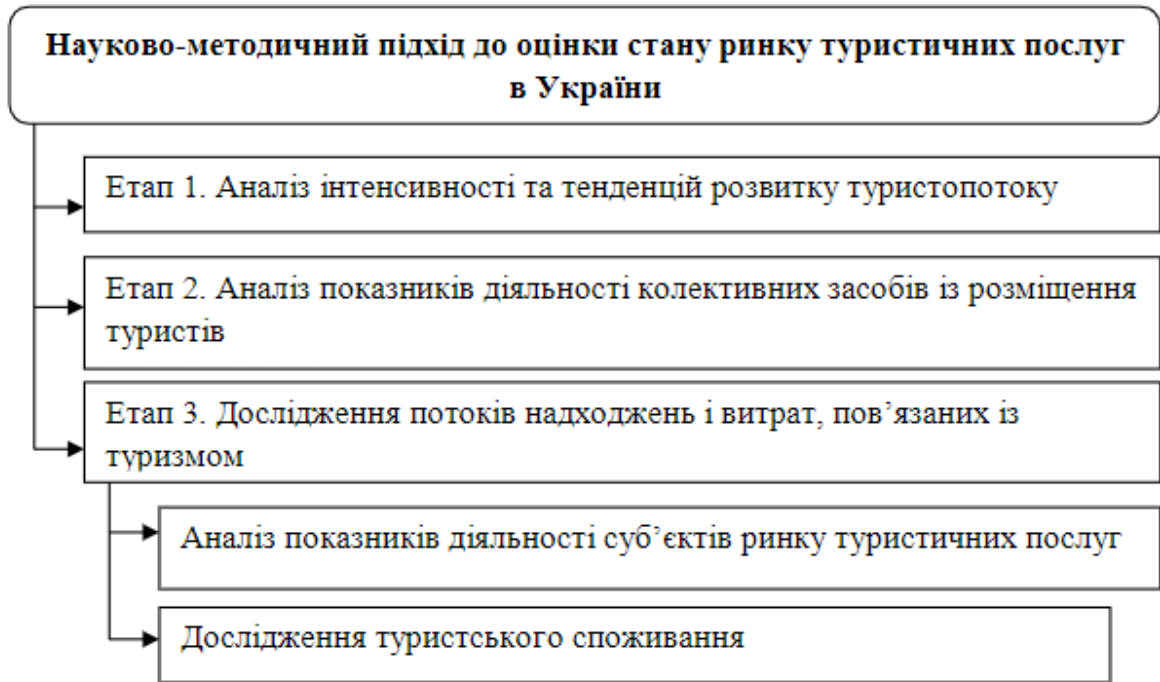 Науково-методичний підхід до оцінки стану ринку туристичних послуг
в України
Етап 1. Аналіз інтенсивності та тенденцій розвитку туристопотоку
Етап 2. Аналіз показників діяльності колективних засобів із розміщення
туристів
Етап 3. Дослідження потоків надходжень і витрат, пов’язаних із
туризмом
Аналіз показників діяльності суб’єктів ринку туристичних послуг
Дослідження туристського споживання